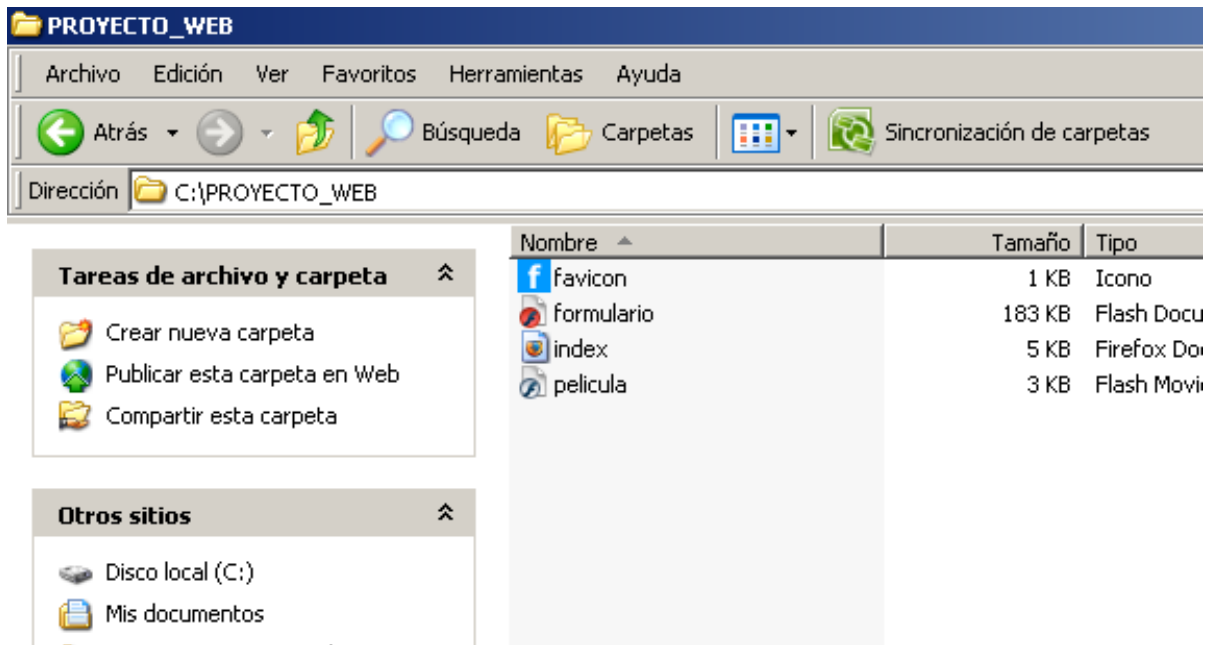 PROYECTO_WEB
Archivo Edición Ver Favoritos Herramientas Ayuda
Atrás Búsqueda Carpetas Sincronización de carpetas
Dirección C:\PROYECTO_WEB
Nombre Tamaño Tipo
favicon 1 KB Icono
formulario 183 KB Flash Docu
index 5 KB Firefox Do
pelicula 3 KB Flash Movi
Tareas de archivo y carpeta
Crear nueva carpeta
Publicar esta carpeta en Web
Compartir esta carpeta
Otros sitios
Disco local (C:)
Mis documentos